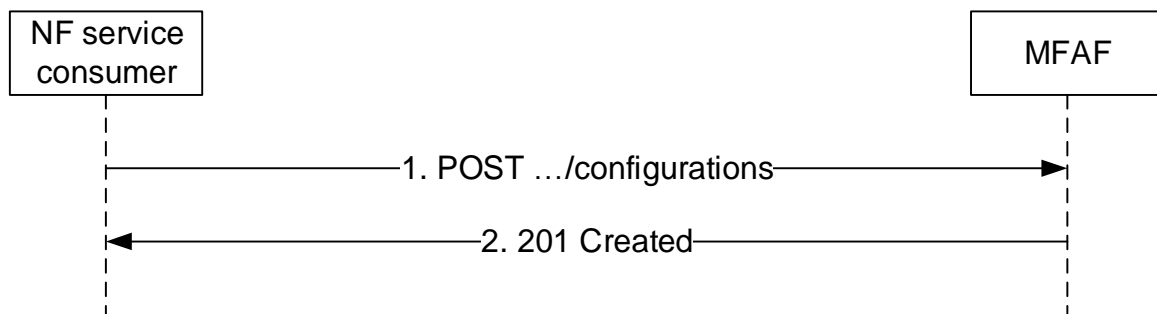 NF service
consumer
MFAF
1. POST …/configurations
2. 201 Created